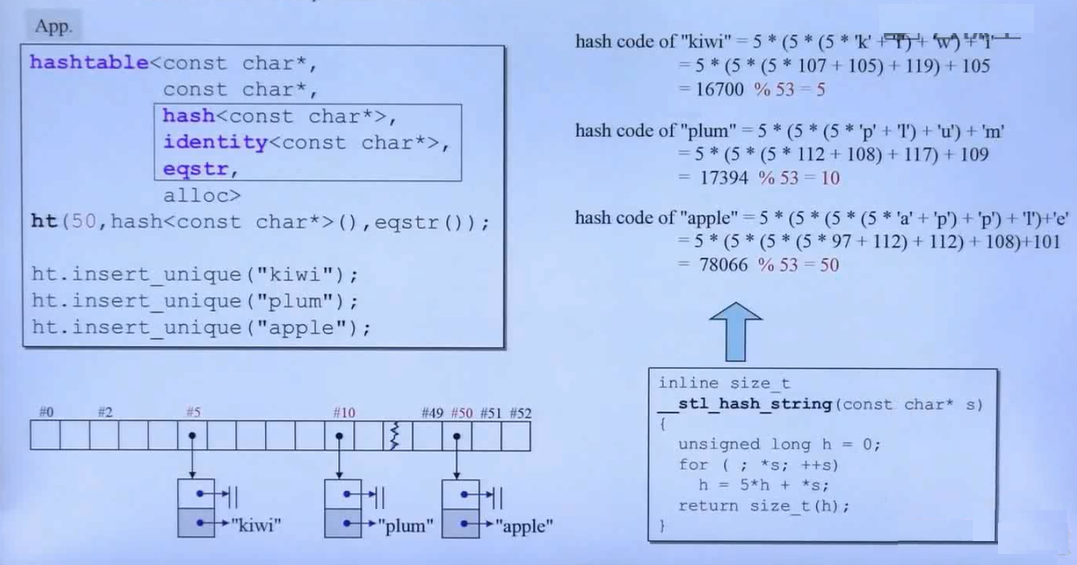 App.
hashtable<const char*,
const char*,
hash<const char*>,
identity<const char*>,
eqstr,
alloc>
ht(50,hash<const char*>(),eqstr());
ht.insert_unique("kiwi");
ht.insert_unique("plum");
ht.insert_unique("apple");
hash code of "kiwi" = 5 * (5 * (5 * 'k' + 'i') + 'w') + 'i'
= 5 * (5 * (5 * 107 + 105) + 119) + 105
= 16700 % 53 = 5
hash code of "plum" = 5 * (5 * (5 * 'p' + 'l') + 'u') + 'm'
= 5 * (5 * (5 * 112 + 108) + 117) + 109
= 17394 % 53 = 10
hash code of "apple" = 5 * (5 * (5 * (5 * 'a' + 'p') + 'p') + 'l')+'e'
= 5 * (5 * (5 * (5 * 97 + 112) + 112) + 108)+101
= 78066 % 53 = 50
inline size_t
__stl_hash_string(const char* s)
{
unsigned long h = 0;
for ( ; *s; ++s)
h = 5*h + *s;
return size_t(h);
}
#0 #2 #5 #10 #49 #50 #51 #52
"kiwi" "plum" "apple"